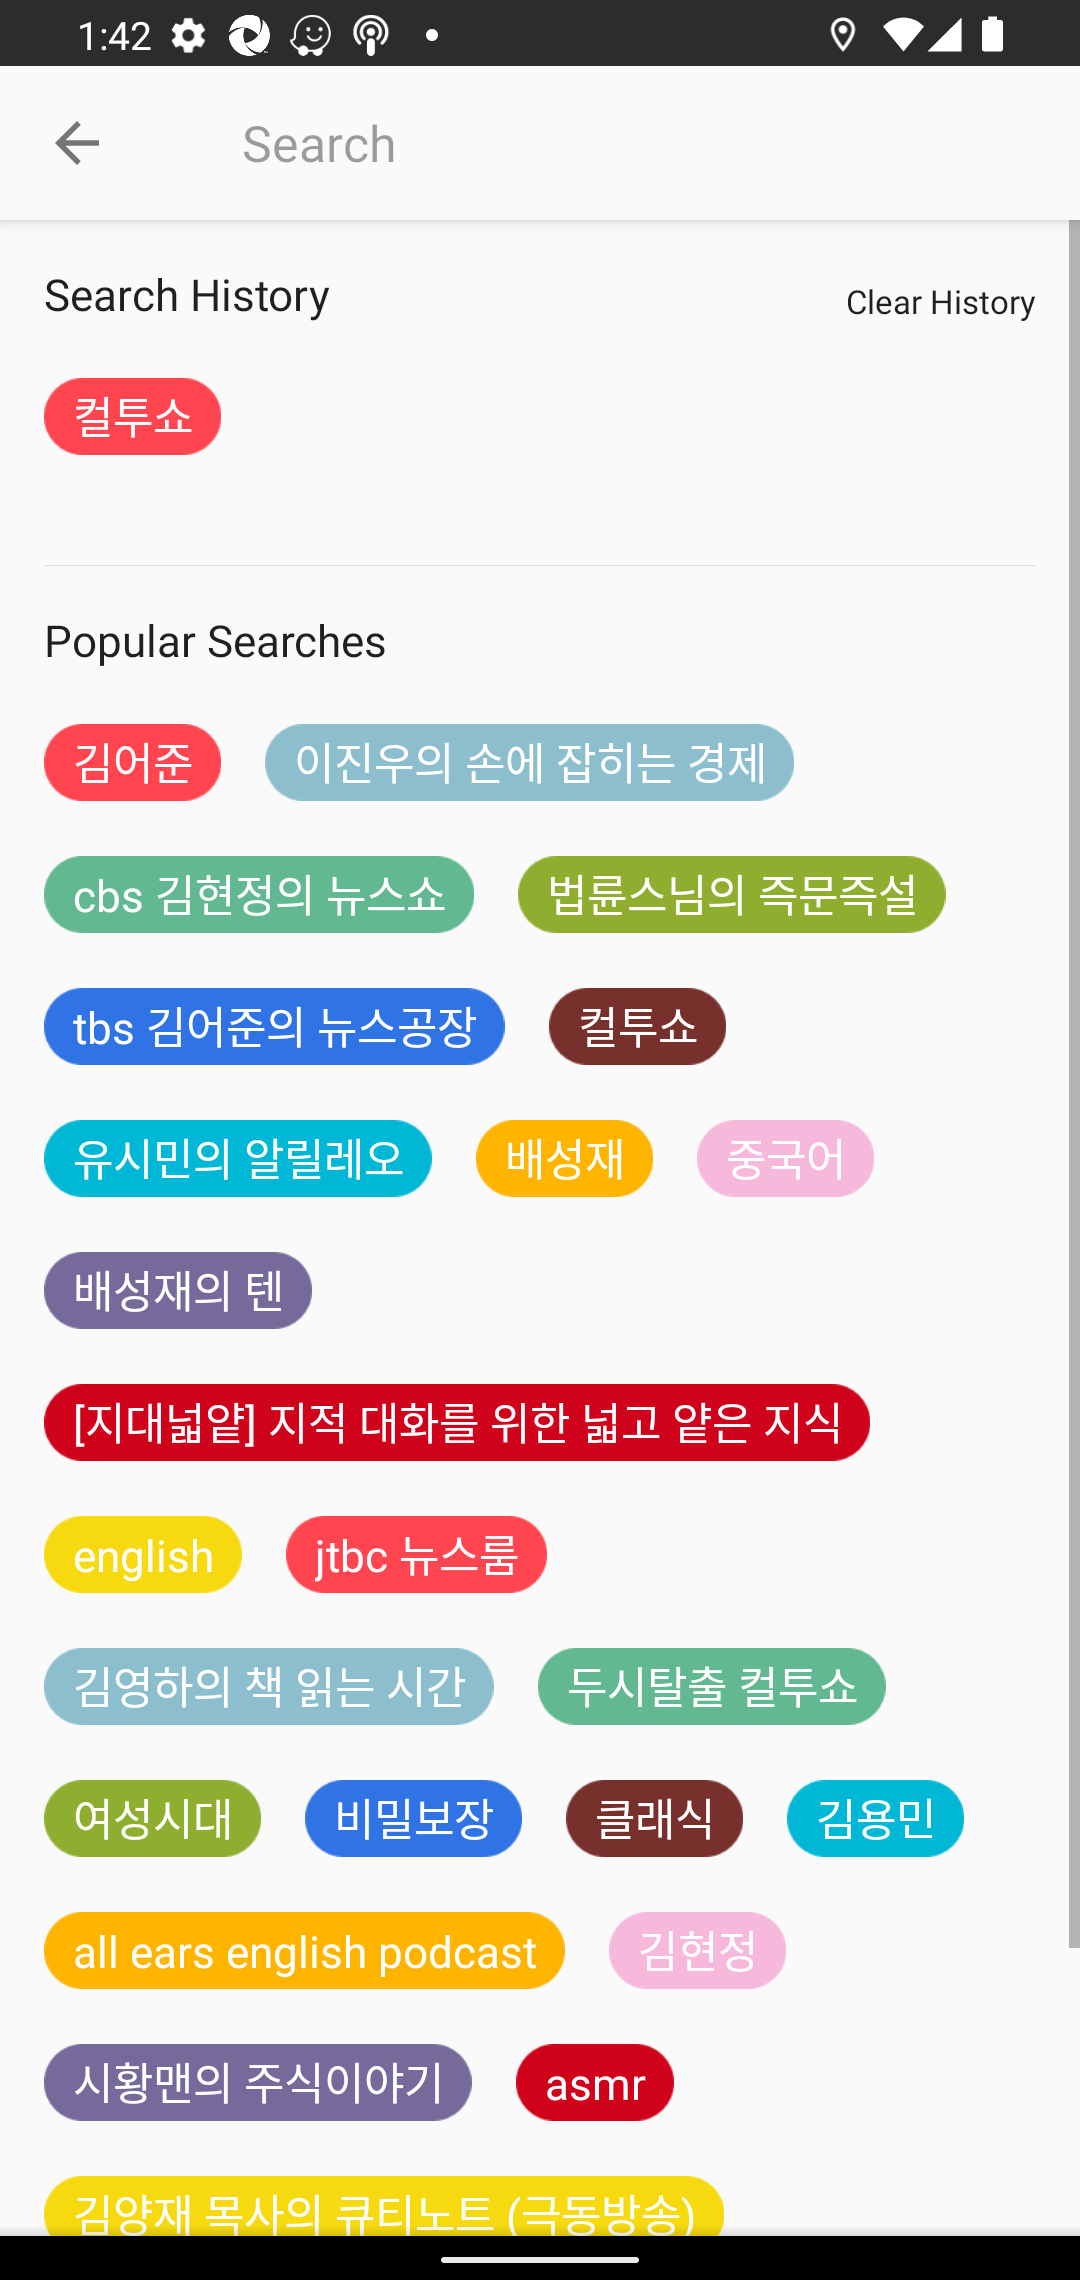 1:42
Search
Search History
Clear History
컬투쇼
Popular Searches
김어준
이진우의 손에 잡히는 경제
cbs 김현정의 뉴스쇼
법륜스님의 즉문즉설
tbs 김어준의 뉴스공장
컬투쇼
유시민의 알릴레오
배성재
중국어
배성재의 텐
[지대넓얕] 지적 대화를 위한 넓고 얕은 지식
english
jtbc 뉴스룸
김영하의 책 읽는 시간
두시탈출 컬투쇼
여성시대
비밀보장
클래식
김용민
all ears english podcast
김현정
시황맨의 주식이야기
asmr
김양재 목사의 큐티노트 (극동방송)